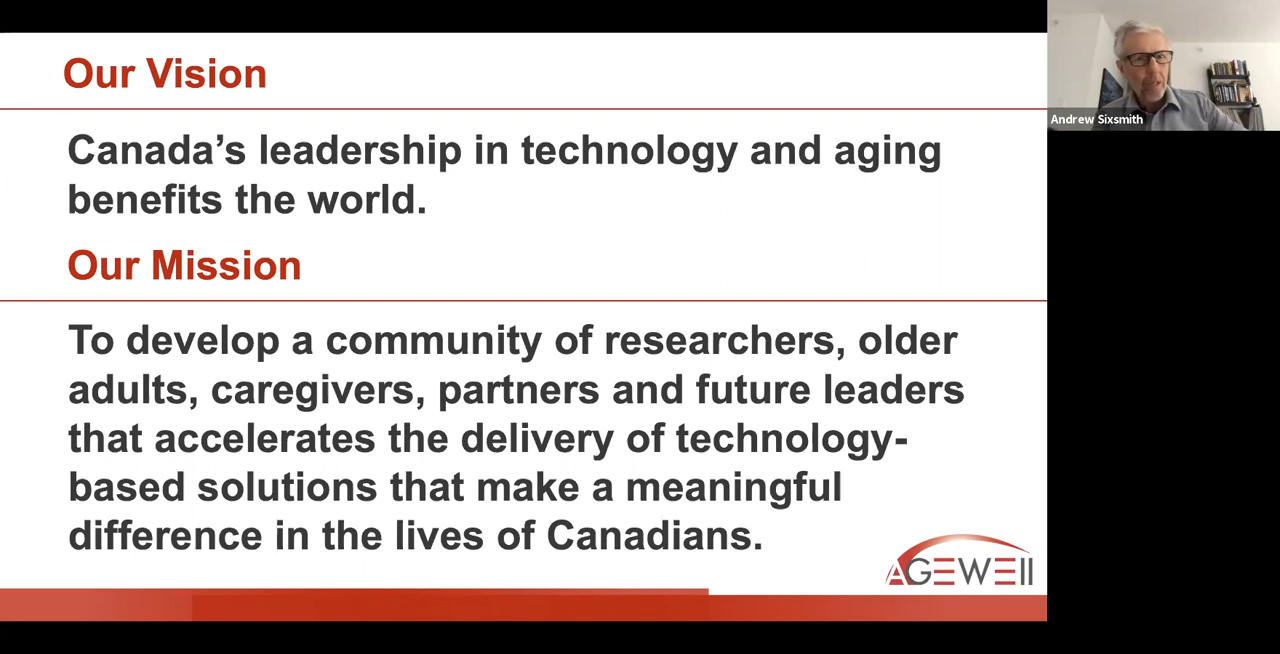 Our Vision
Canada's leadership in technology and aging
benefits the world.
Our Mission
To develop a community of researchers, older
adults, caregivers, partners and future leaders
that accelerates the delivery of technology-
based solutions that make a meaningful
difference in the lives of Canadians.
AGEWEll
Andrew Sixsmith